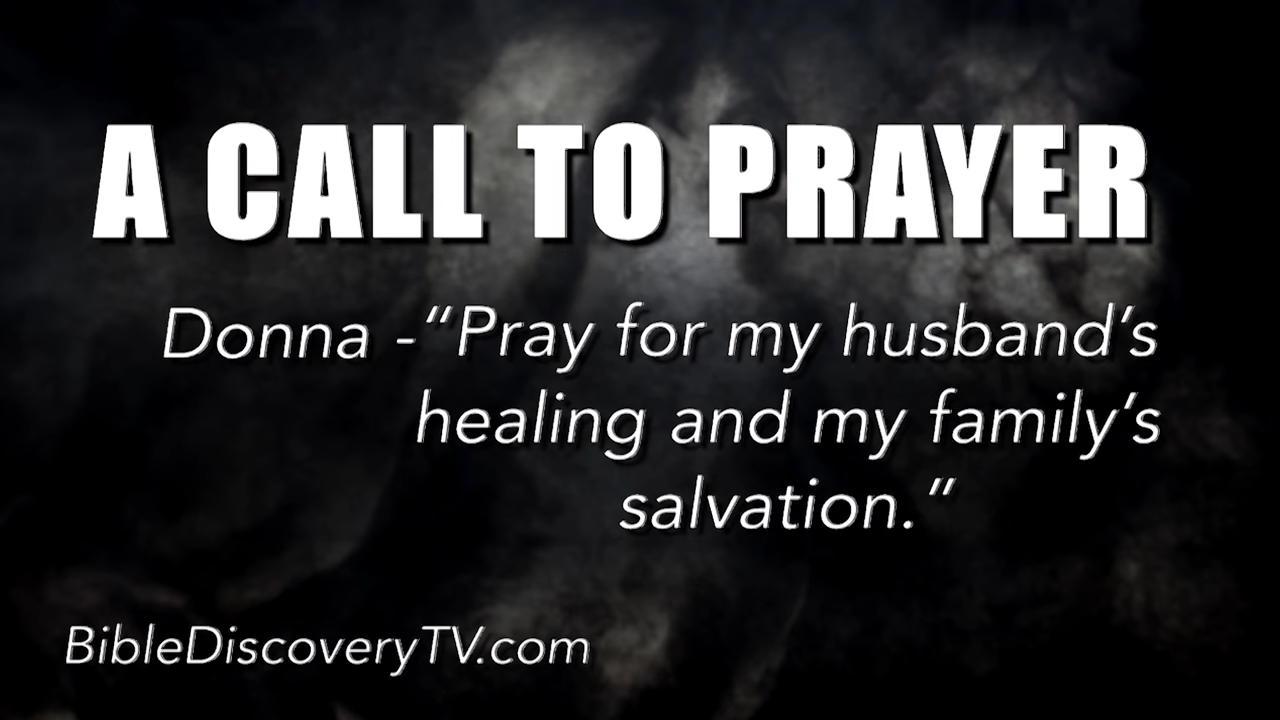 A CALL TO PRAYER
Donna -“Pray for my husband’s
healing and my family’s
salvation.”
BibleDiscoveryTV.com